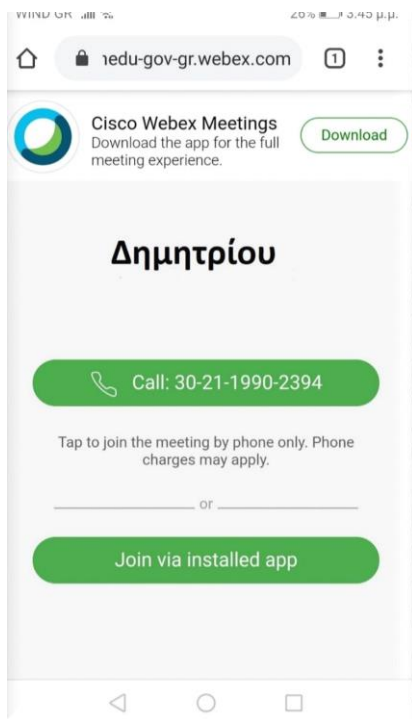 WIND GR 26% 3:45 μ.μ.
nedu-gov-gr.webex.com 1
Cisco Webex Meetings
Download the app for the full
meeting experience.
Download
Δημητρίου
Call: 30-21-1990-2394
Tap to join the meeting by phone only. Phone
charges may apply.
or
Join via installed app